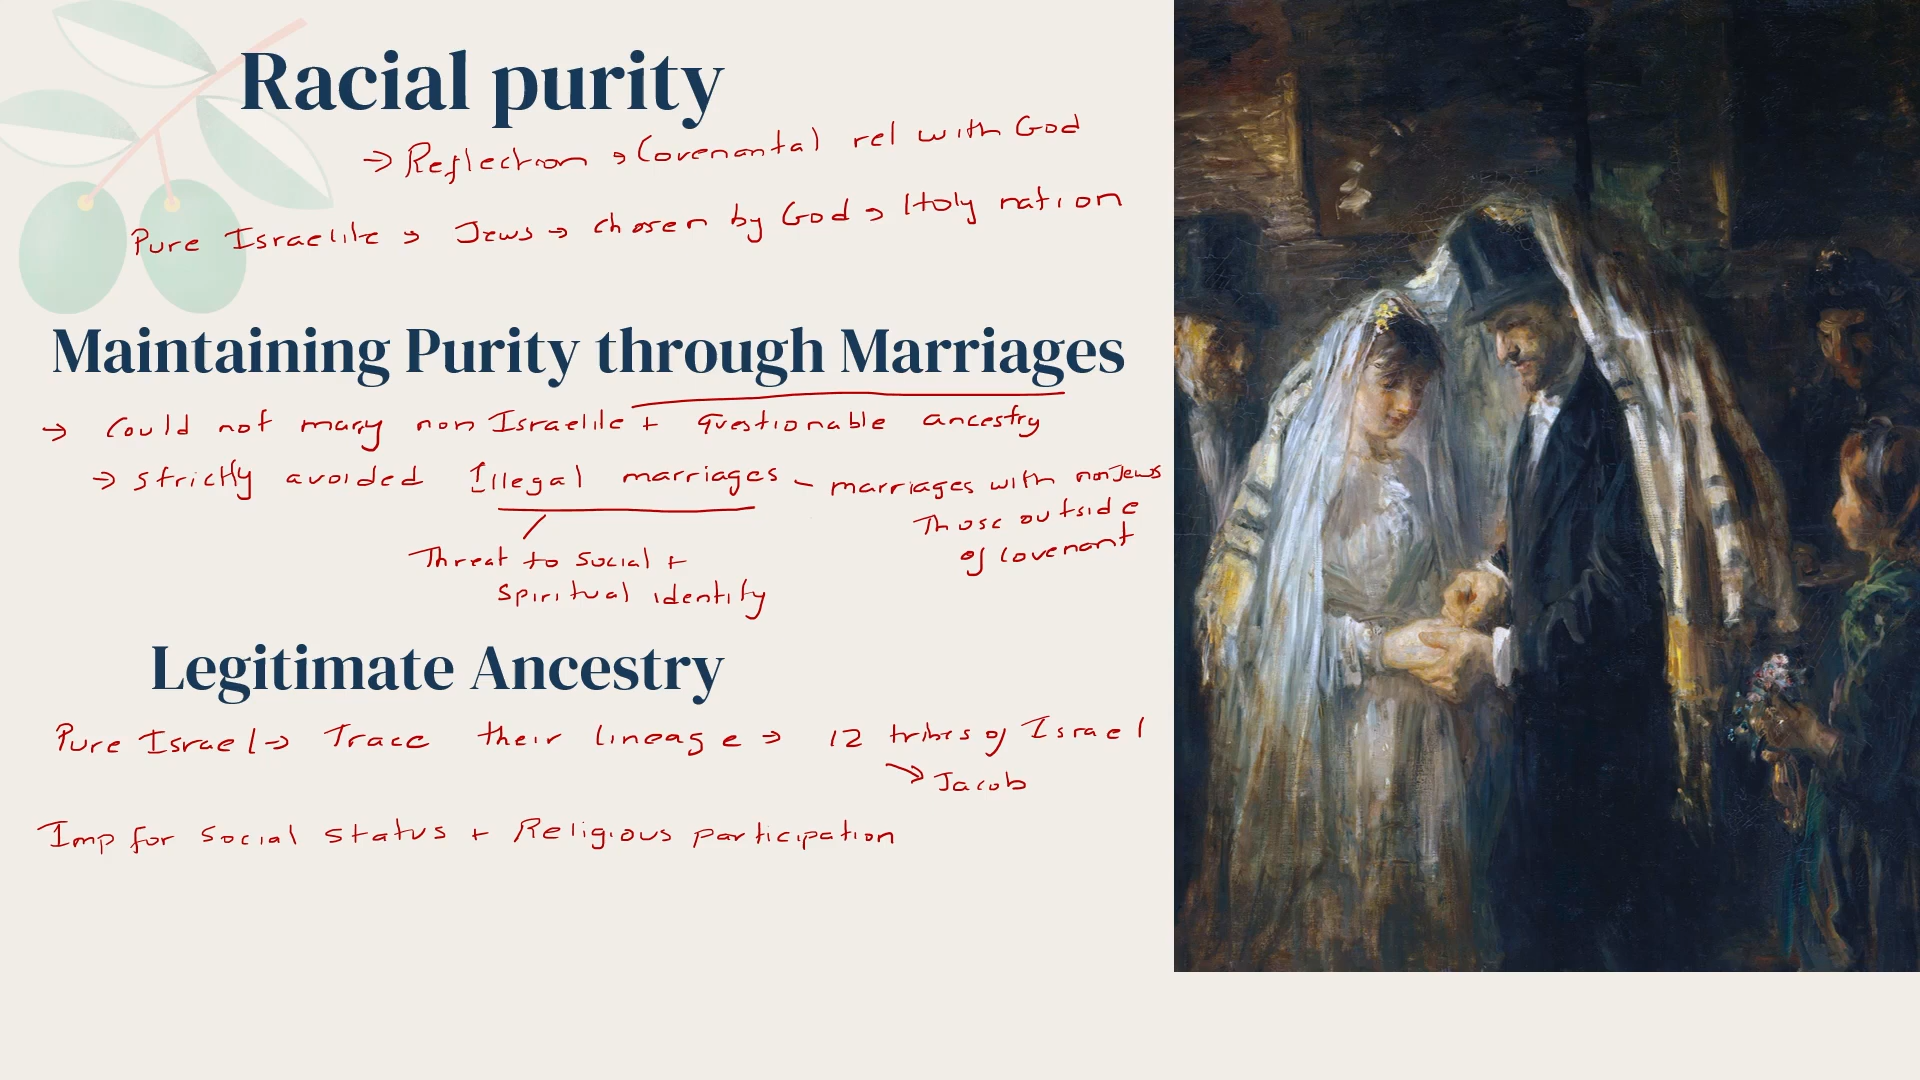 Racial purity
→ Reflection → Covenantal rel with God
Pure Israelite → Jews → chosen by God → Holy nation
Maintaining Purity through Marriages
→ Could not marry non Israelite + questionable ancestry
→ strictly avoided Illegal marriages - marriages with non Jews
Those outside
of covenant
Threat to social +
Spiritual identity
Legitimate Ancestry
Pure Israel → Trace their lineage → 12 tribes of Israel
→ Jacob
Imp for social status + Religious participation